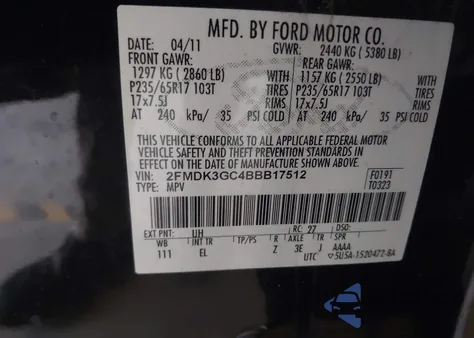 MFD. BY FORD MOTOR CO.
DATE: 04/11 GVWR: 2440 KG ( 5380 LB)
FRONT GAWR: REAR GAWR:
1297 KG ( 2860 LB) 1157 KG ( 2550 LB)
P235/65R17 103T TIRES P235/65R17 103T TIRES
17x7.5J RIMS 17x7.5J RIMS
AT 240 kPa/ 35 PSI COLD AT 240 kPa/ 35 PSI COLD
THIS VEHICLE CONFORMS TO ALL APPLICABLE FEDERAL MOTOR
VEHICLE SAFETY AND BUMPER STANDARDS IN EFFECT ON THE DATE OF
MANUFACTURE SHOWN ABOVE.
VIN: 2FMDK3GC4BBB17512 F0191
TYPE: MPV T0323
EXT PNT: UH RC: 27 DSO:
WB INT TR TP/PS R AXLE TR SPR
111 EL Z 3E J AAAA
UTC 5U5A-1520472-BA
Ford